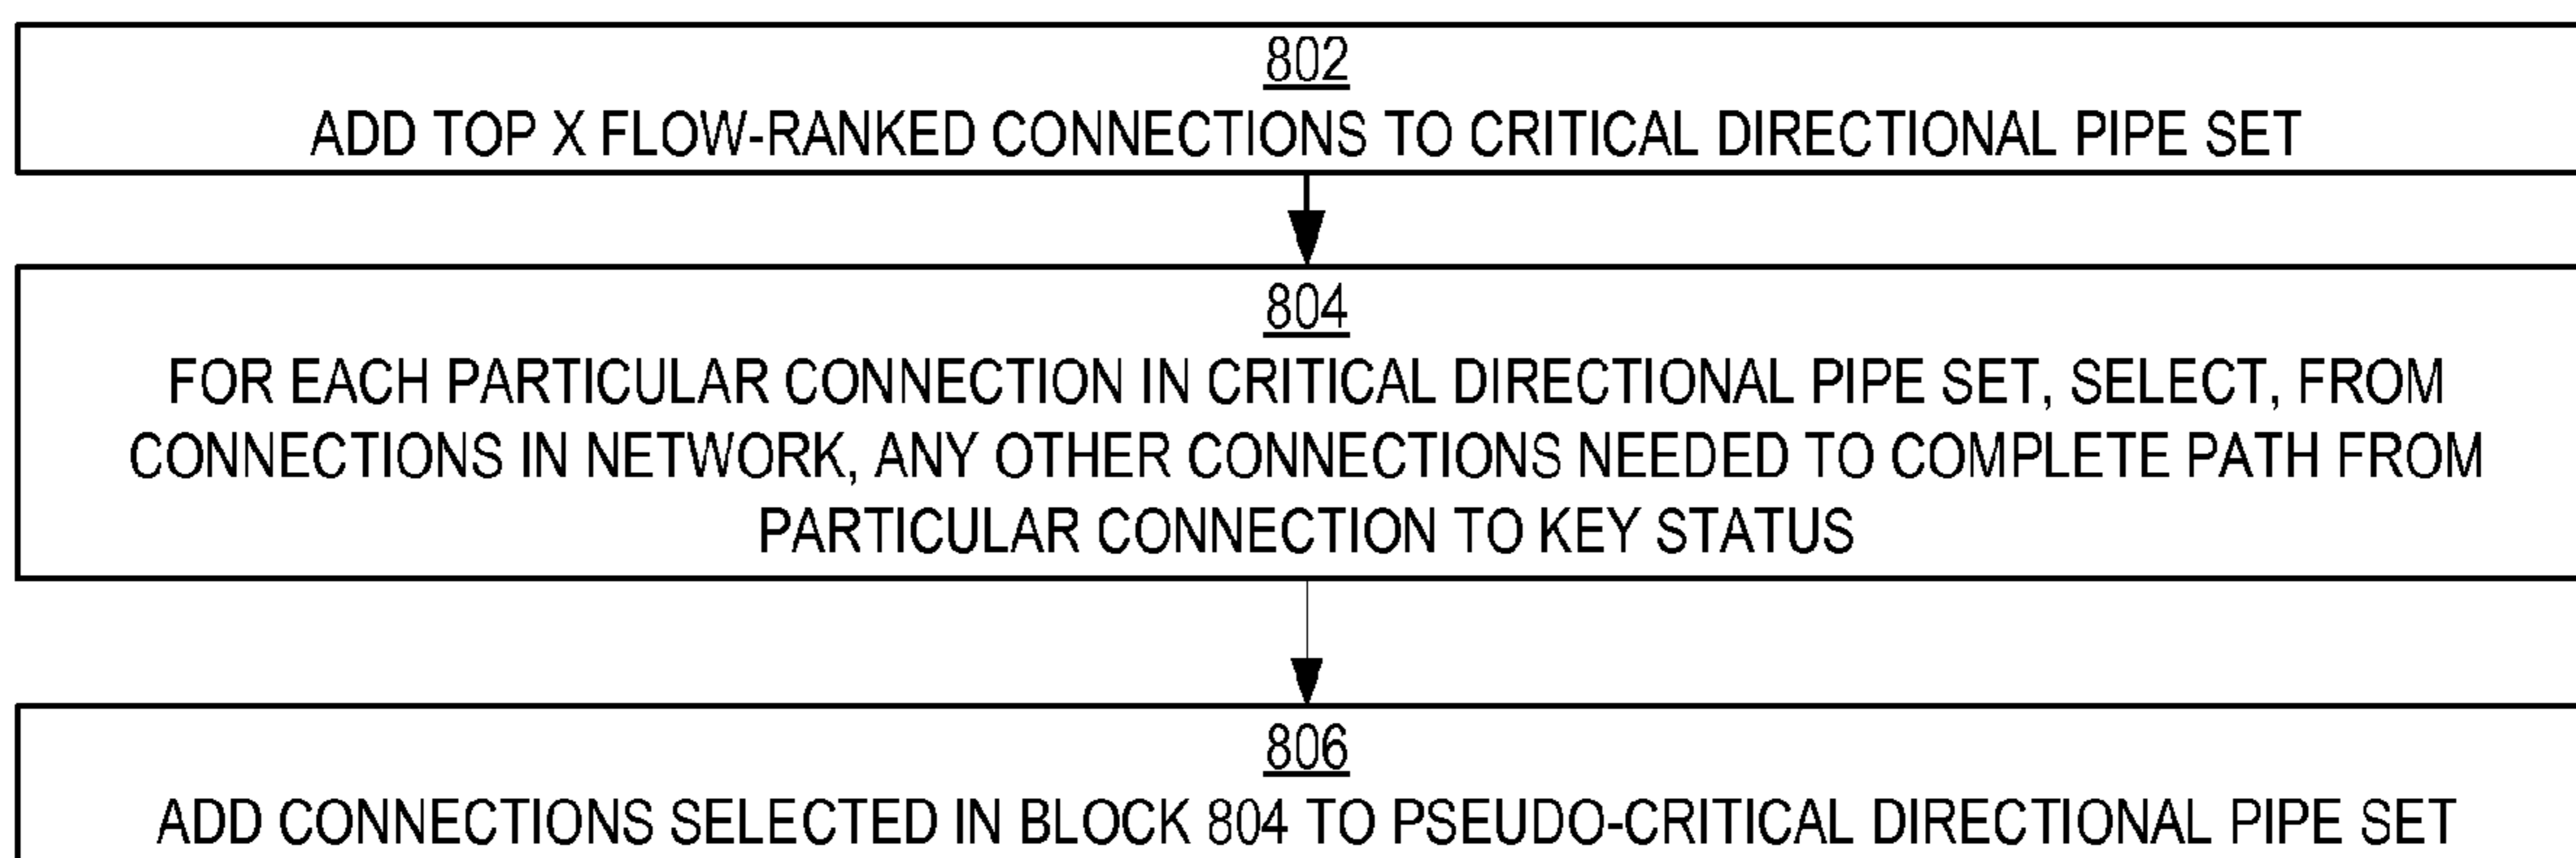 802
ADD TOP X FLOW-RANKED CONNECTIONS TO CRITICAL DIRECTIONAL PIPE SET
804
FOR EACH PARTICULAR CONNECTION IN CRITICAL DIRECTIONAL PIPE SET, SELECT, FROM
CONNECTIONS IN NETWORK, ANY OTHER CONNECTIONS NEEDED TO COMPLETE PATH FROM
PARTICULAR CONNECTION TO KEY STATUS
806
ADD CONNECTIONS SELECTED IN BLOCK 804 TO PSEUDO-CRITICAL DIRECTIONAL PIPE SET